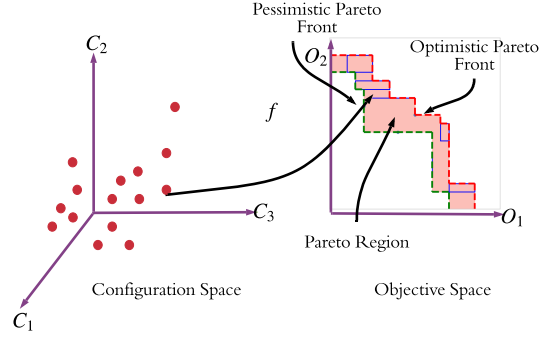 Pessimistic Pareto
Front
Optimistic Pareto
Front
C2
O2
f
C3
O1
Pareto Region
Configuration Space
Objective Space
C1